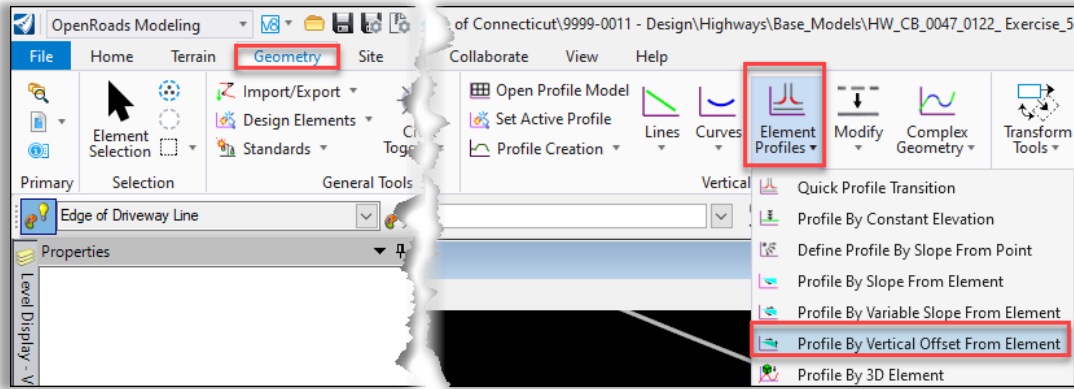 OpenRoads Modeling
of Connecticut\9999-0011 - Design\Highways\Base_Models\HW_CB_0047_0122_ Exercise_5
File Home Terrain Geometry Site Collaborate View Help
Import/Export
Design Elements
Standards
Element
Selection
Open Profile Model
Set Active Profile
Profile Creation
Lines
Curves
Element
Profiles
Modify
Complex
Geometry
Transform
Tools
Primary Selection General Tools Vertical
Edge of Driveway Line
Properties
Level Display - V
Quick Profile Transition
Profile By Constant Elevation
Define Profile By Slope From Point
Profile By Slope From Element
Profile By Variable Slope From Element
Profile By Vertical Offset From Element
Profile By 3D Element